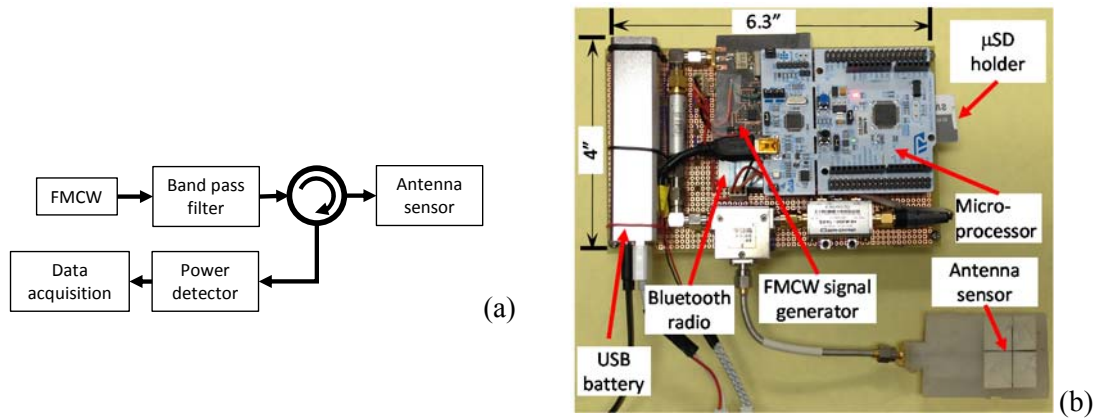 FMCW
Band pass
filter
Antenna
sensor
Data
acquisition
Power
detector
(a)
6.3”
4”
μSD
holder
Micro-
processor
Antenna
sensor
FMCW signal
generator
Bluetooth
radio
USB
battery
(b)